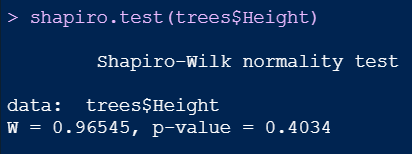 > shapiro.test(trees$Height)
Shapiro-Wilk normality test
data:  trees$Height
W = 0.96545, p-value = 0.4034